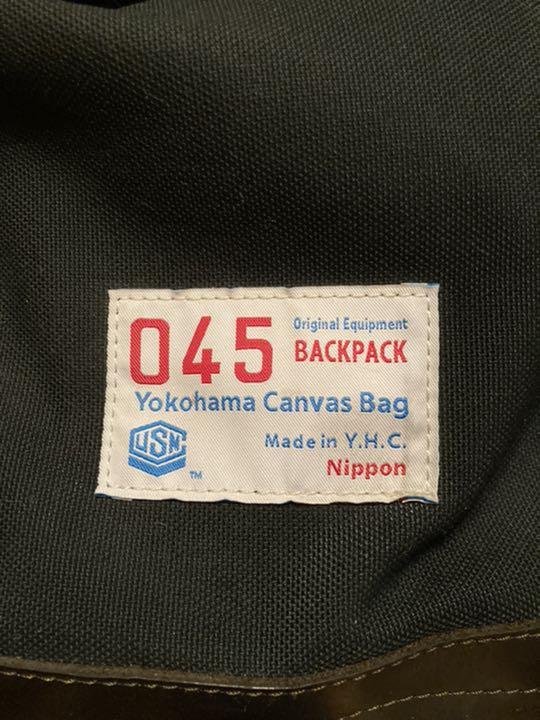 045
Original Equipment
BACKPACK
Yokohama Canvas Bag
USM
TM
Made in Y.H.C.
Nippon